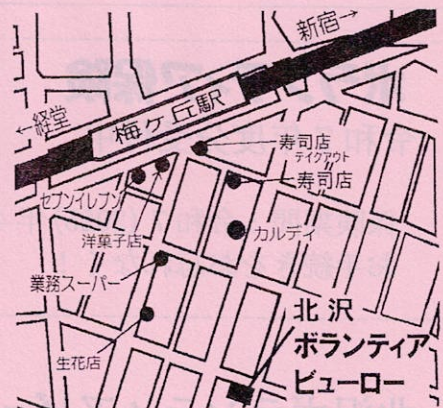 新宿→
←経堂
梅ヶ丘駅
寿司店
テイクアウト
寿司店
セブンイレブン
洋菓子店
カルディ
業務スーパー
生花店
北沢
ボランティア
ビューロー